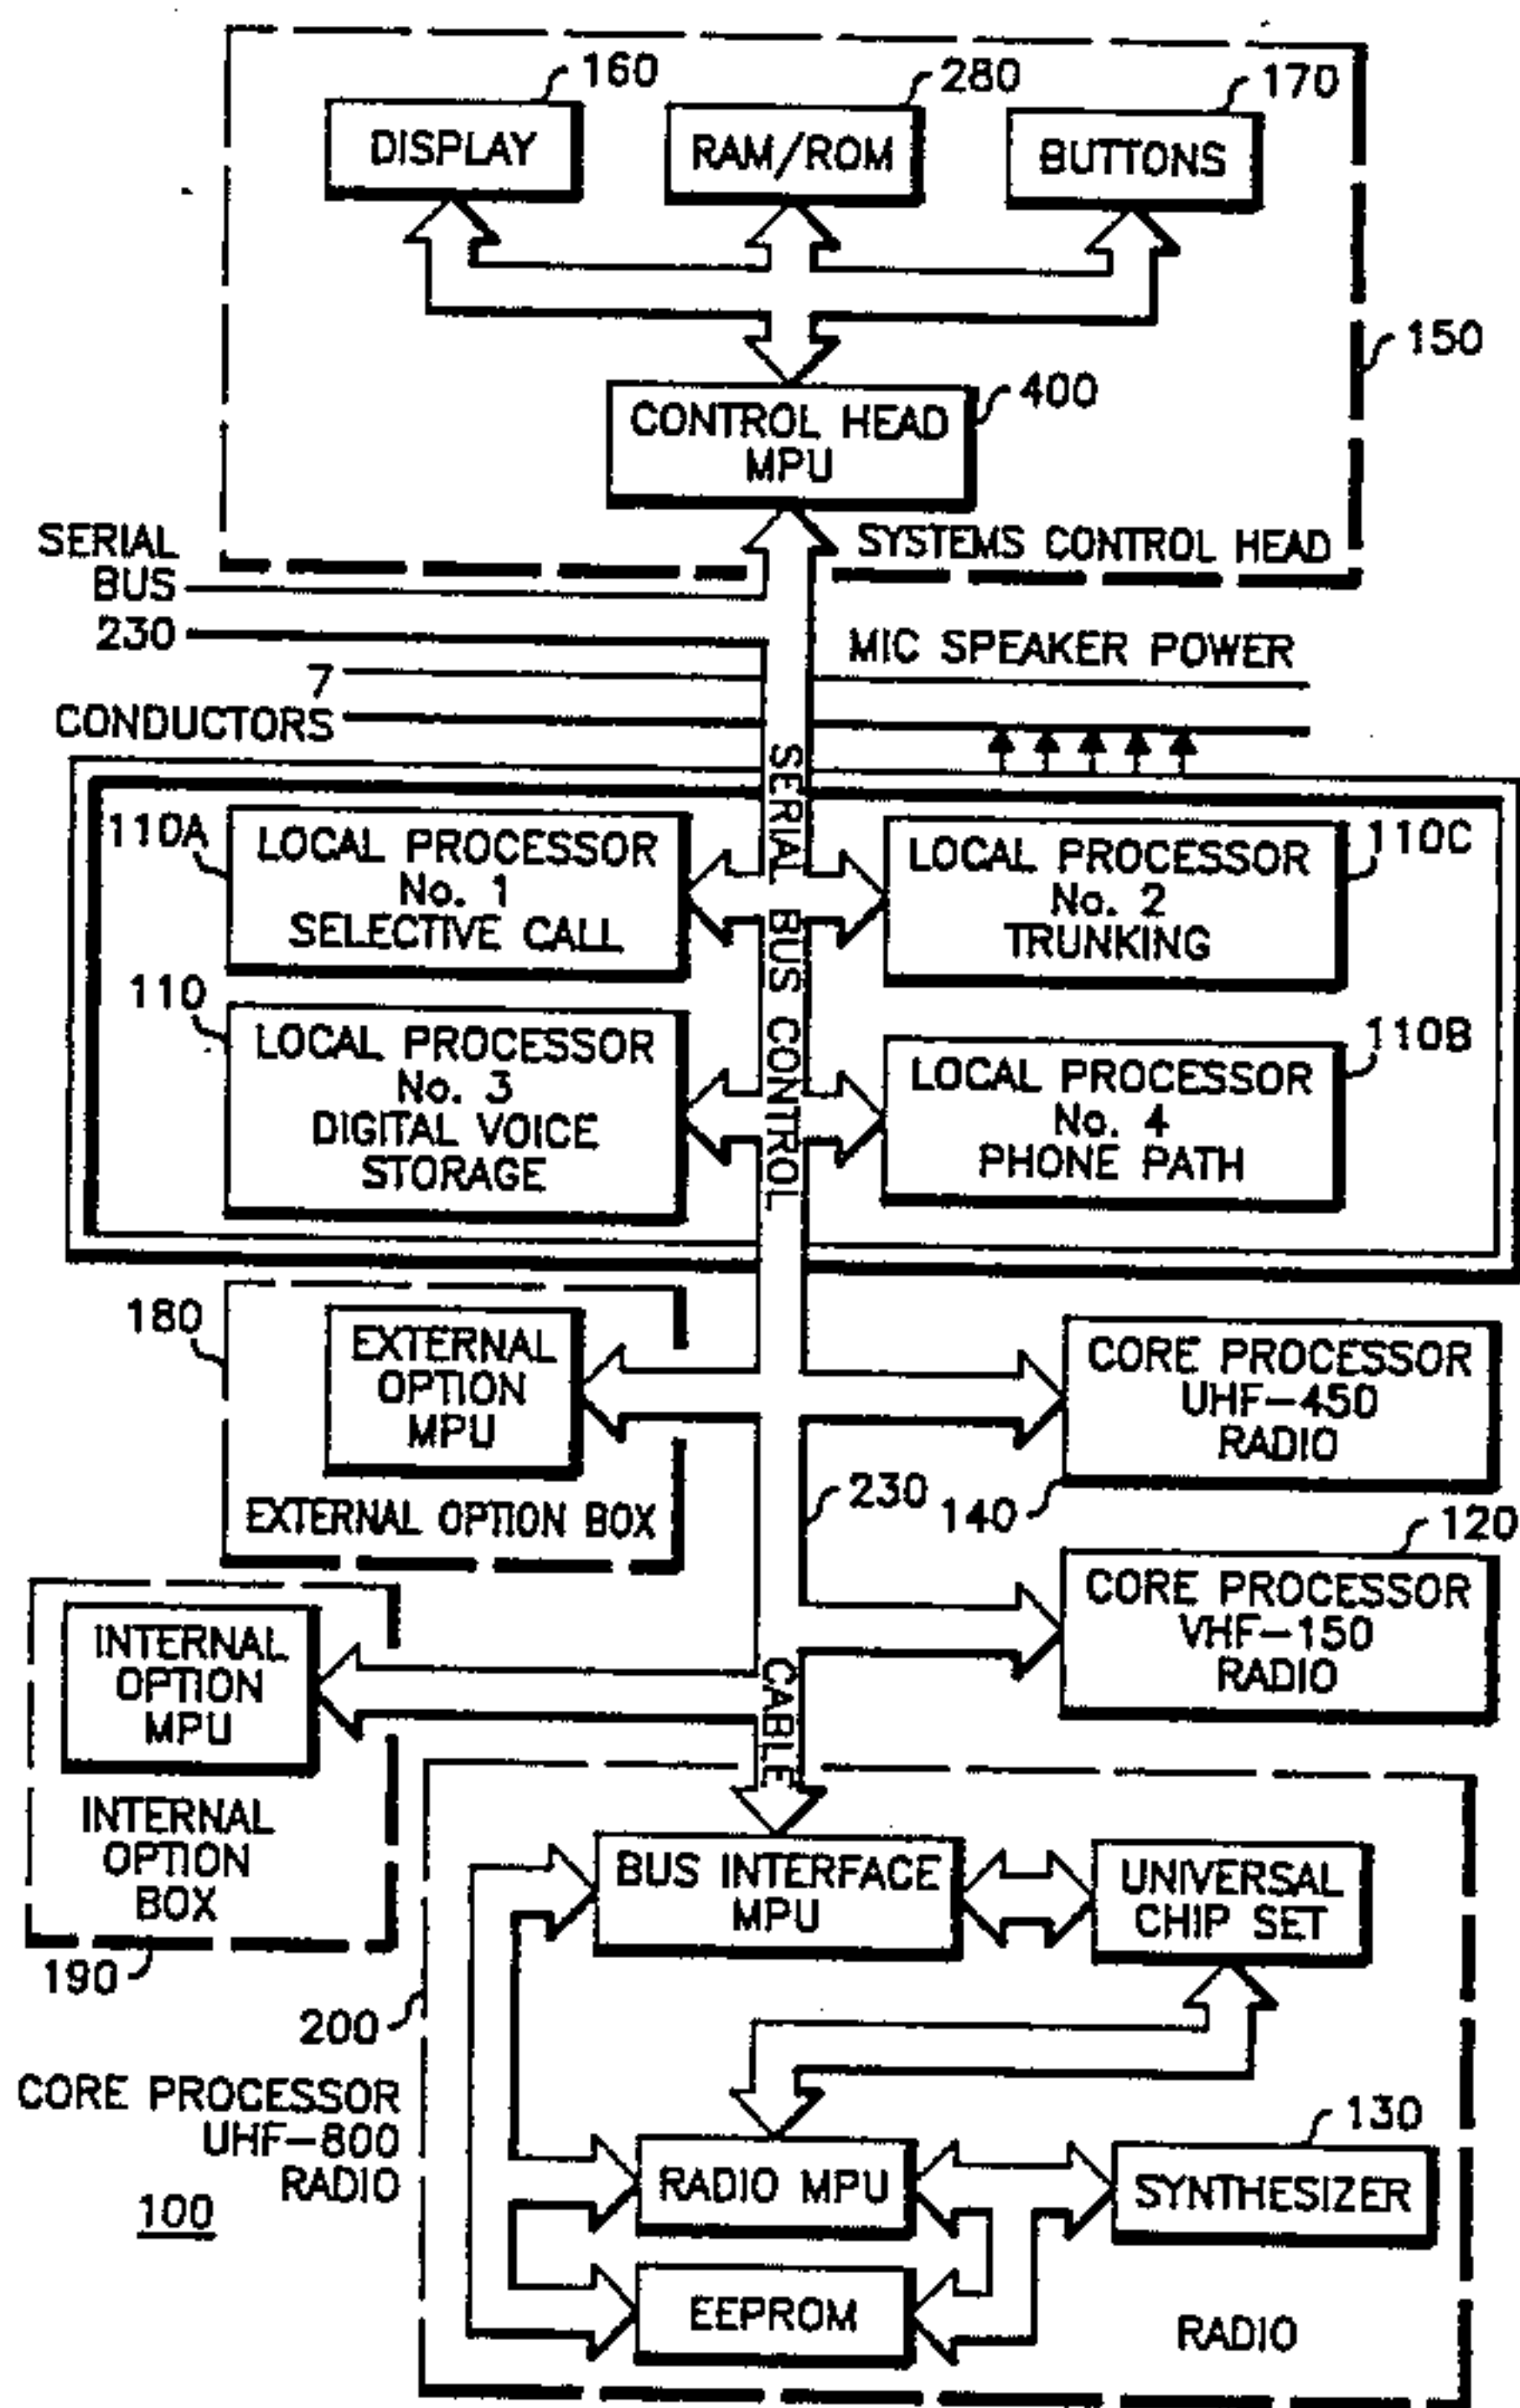 160
280
170
DISPLAY
RAM/ROM
BUTTONS
150
400
CONTROL HEAD
MPU
SYSTEMS CONTROL HEAD
SERIAL
BUS
230
MIC SPEAKER POWER
7
CONDUCTORS
SERIAL BUS CONTROL
110A
LOCAL PROCESSOR
No. 1
SELECTIVE CALL
110C
LOCAL PROCESSOR
No. 2
TRUNKING
110
LOCAL PROCESSOR
No. 3
DIGITAL VOICE
STORAGE
110B
LOCAL PROCESSOR
No. 4
PHONE PATH
180
EXTERNAL
OPTION
MPU
EXTERNAL OPTION BOX
CORE PROCESSOR
UHF-450
RADIO
140
230
120
CORE PROCESSOR
VHF-150
RADIO
INTERNAL
OPTION
MPU
INTERNAL
OPTION
BOX
190
CABLE
BUS INTERFACE
MPU
UNIVERSAL
CHIP SET
200
CORE PROCESSOR
UHF-800
RADIO
100
130
RADIO MPU
SYNTHESIZER
EEPROM
RADIO